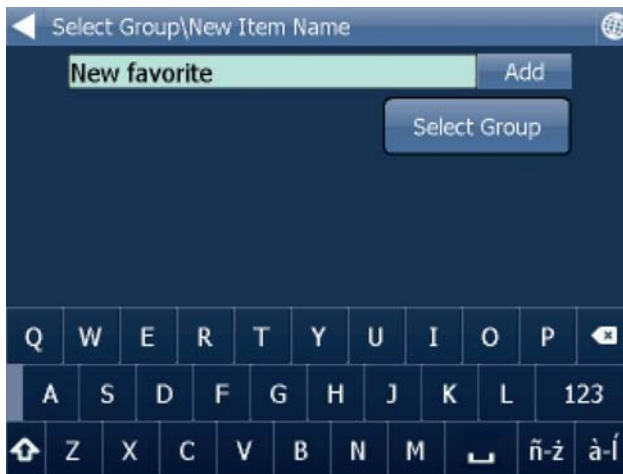 Select Group\New Item Name
New favorite Add
Select Group
Q W E R T Y U I O P
A S D F G H J K L 123
Z X C V B N M ñ-ż à-Í